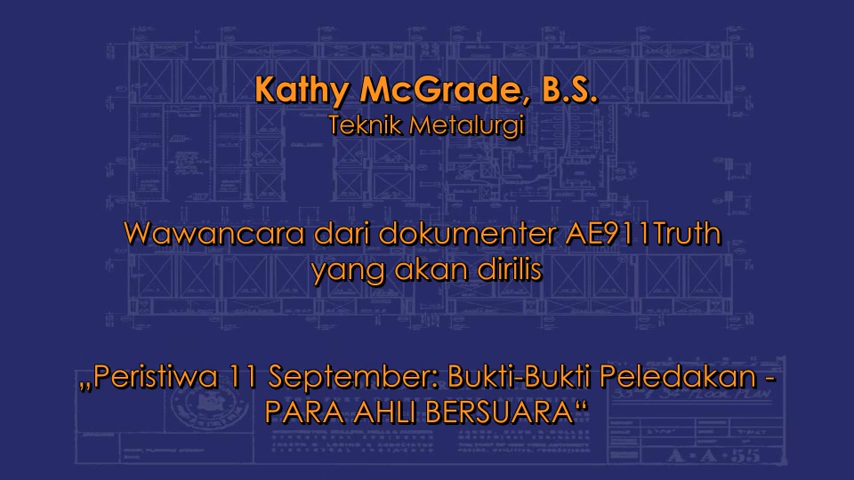 Kathy McGrade, B.S.
Teknik Metalurgi
Wawancara dari dokumenter AE911Truth
yang akan dirilis
„Peristiwa 11 September: Bukti-Bukti Peledakan -
PARA AHLI BERSUARA“
A-A-55